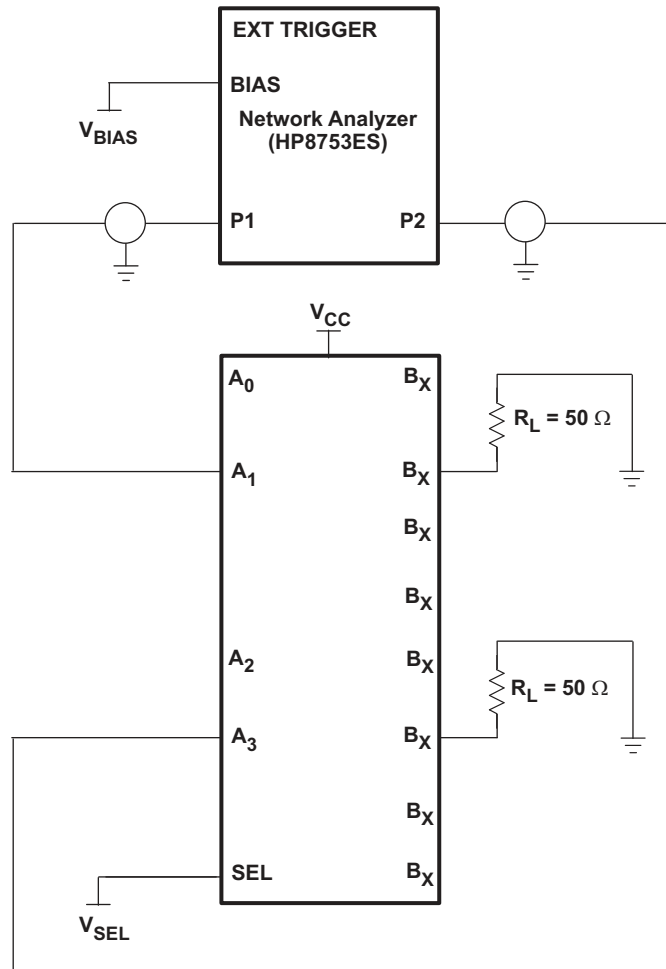 EXT TRIGGER
BIAS
V_BIAS
Network Analyzer
(HP8753ES)
P1
P2
V_CC
A_0
B_X
R_L = 50 Ω
A_1
B_X
B_X
B_X
A_2
B_X
R_L = 50 Ω
A_3
B_X
B_X
SEL
B_X
V_SEL